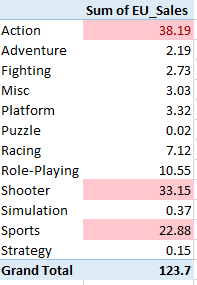 Sum of EU_Sales
Action 38.19
Adventure 2.19
Fighting 2.73
Misc 3.03
Platform 3.32
Puzzle 0.02
Racing 7.12
Role-Playing 10.55
Shooter 33.15
Simulation 0.37
Sports 22.88
Strategy 0.15
Grand Total 123.7